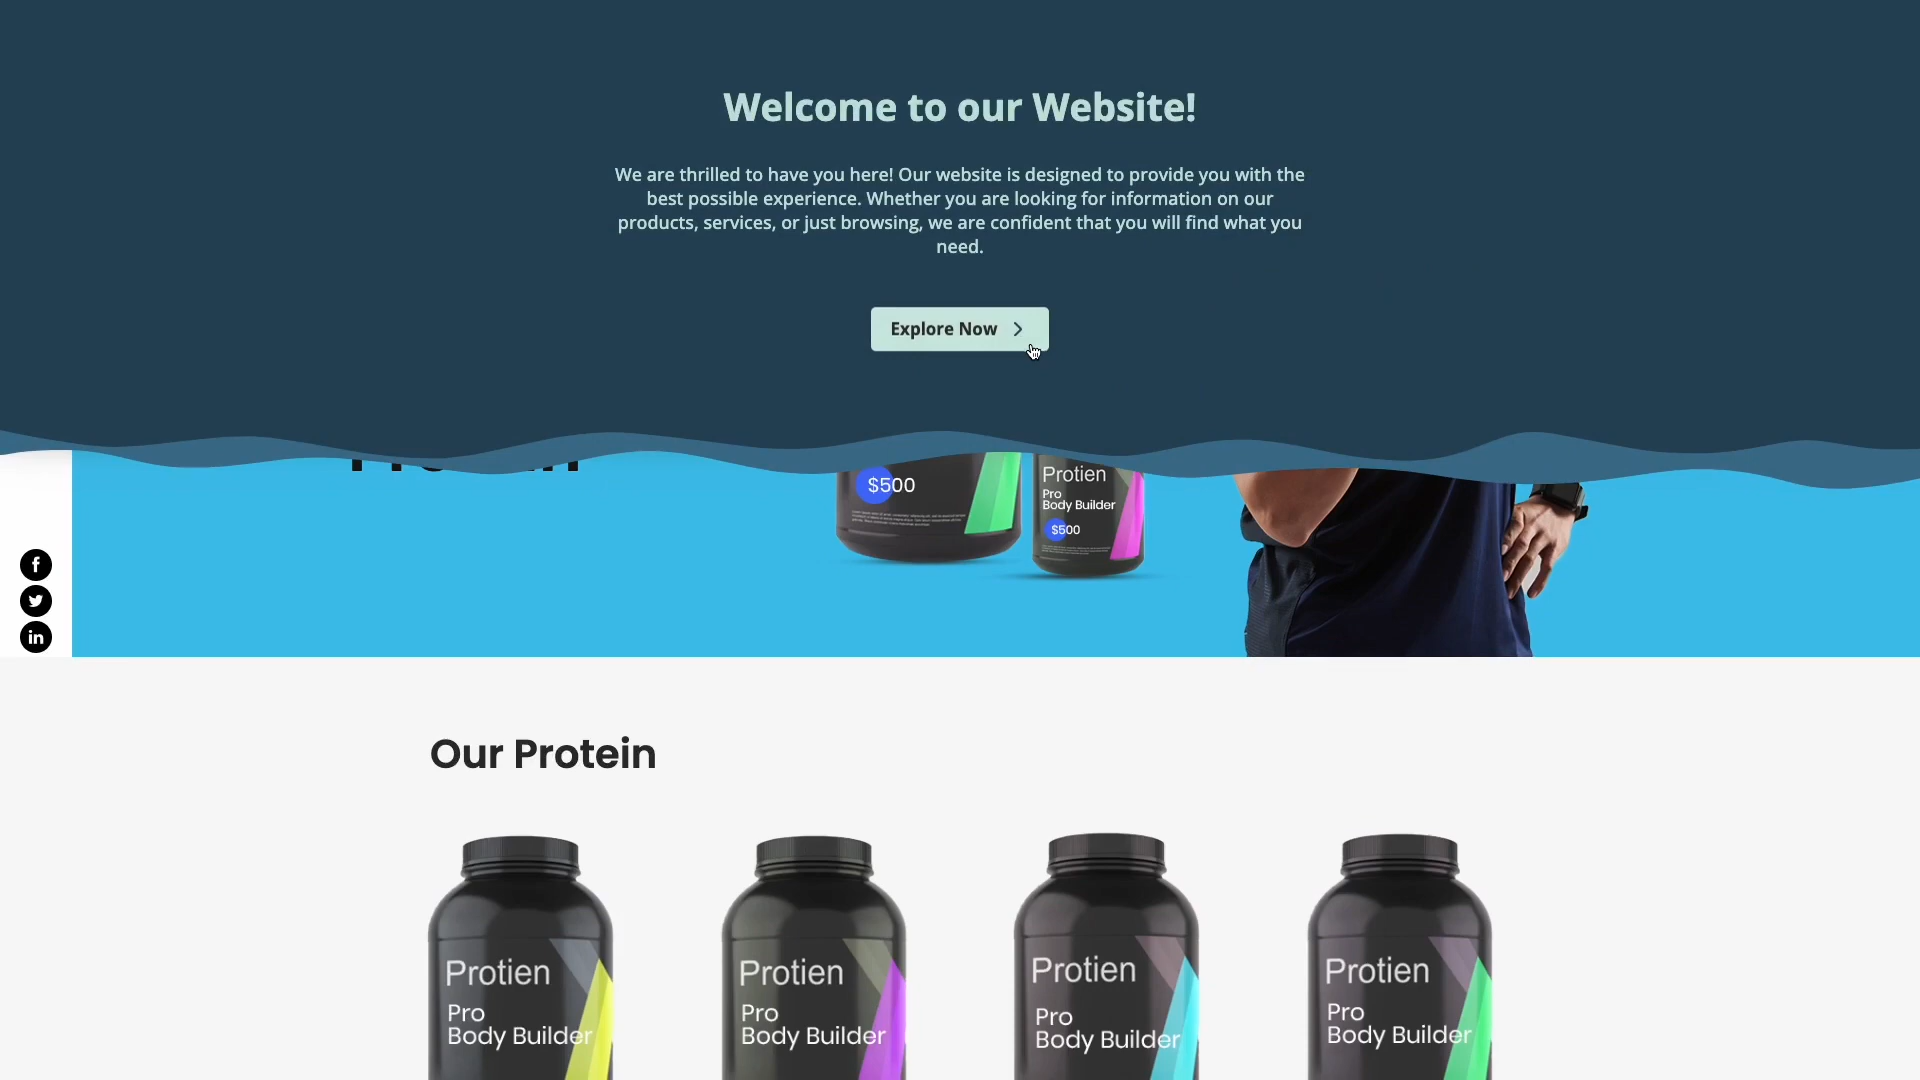 Welcome to our Website!
We are thrilled to have you here! Our website is designed to provide you with the
best possible experience. Whether you are looking for information on our
products, services, or just browsing, we are confident that you will find what you
need.
Explore Now
$500
Protien
Pro
Body Builder
$500
Our Protein
Protien
Pro
Body Builder
Protien
Pro
Body Builder
Protien
Pro
Body Builder
Protien
Pro
Body Builder